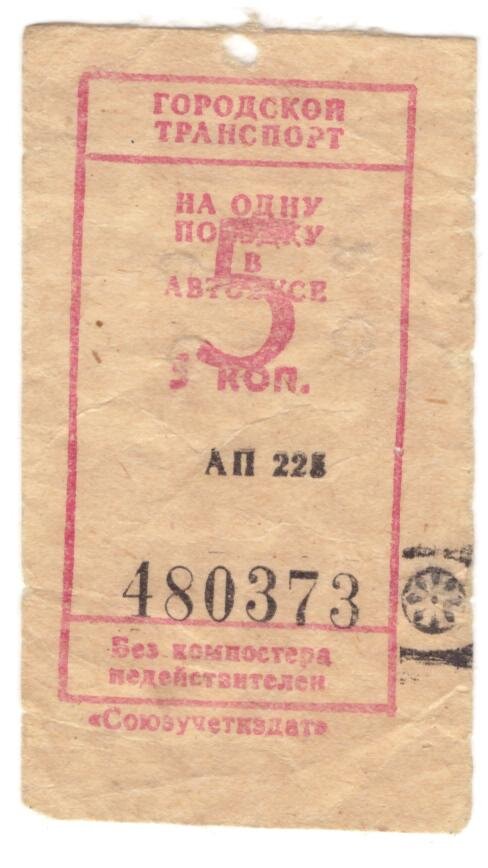 ГОРОДСКОЙ
ТРАНСПОРТ
НА ОДНУ
ПОЕЗДКУ
В
АВТОБУСЕ
5
5 КОП.
АП 228
480373
Без компостера
недействителен
«Союзучетиздат»